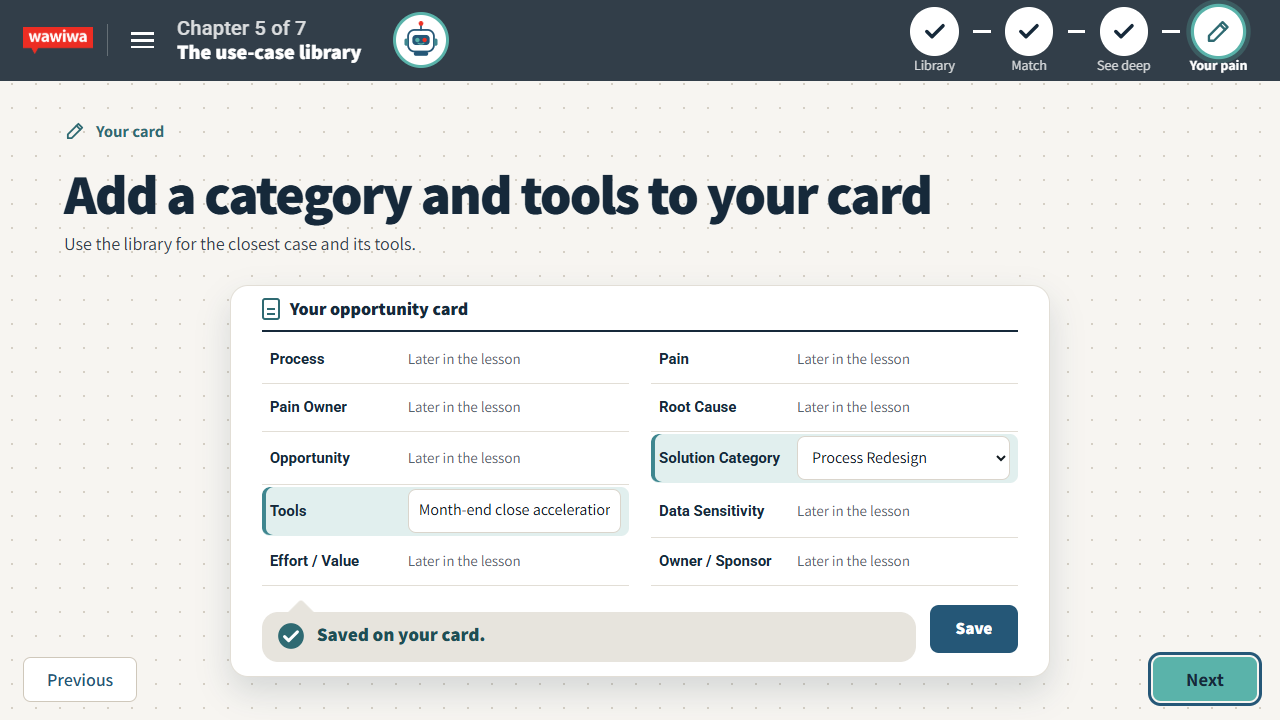 wawiwa
Chapter 5 of 7
The use-case library
Library
Match
See deep
Your pain
Your card
Add a category and tools to your card
Use the library for the closest case and its tools.
Your opportunity card
Process Later in the lesson
Pain Later in the lesson
Pain Owner Later in the lesson
Root Cause Later in the lesson
Opportunity Later in the lesson
Solution Category Process Redesign
Tools Month-end close acceleration
Data Sensitivity Later in the lesson
Effort / Value Later in the lesson
Owner / Sponsor Later in the lesson
Saved on your card.
Save
Previous
Next